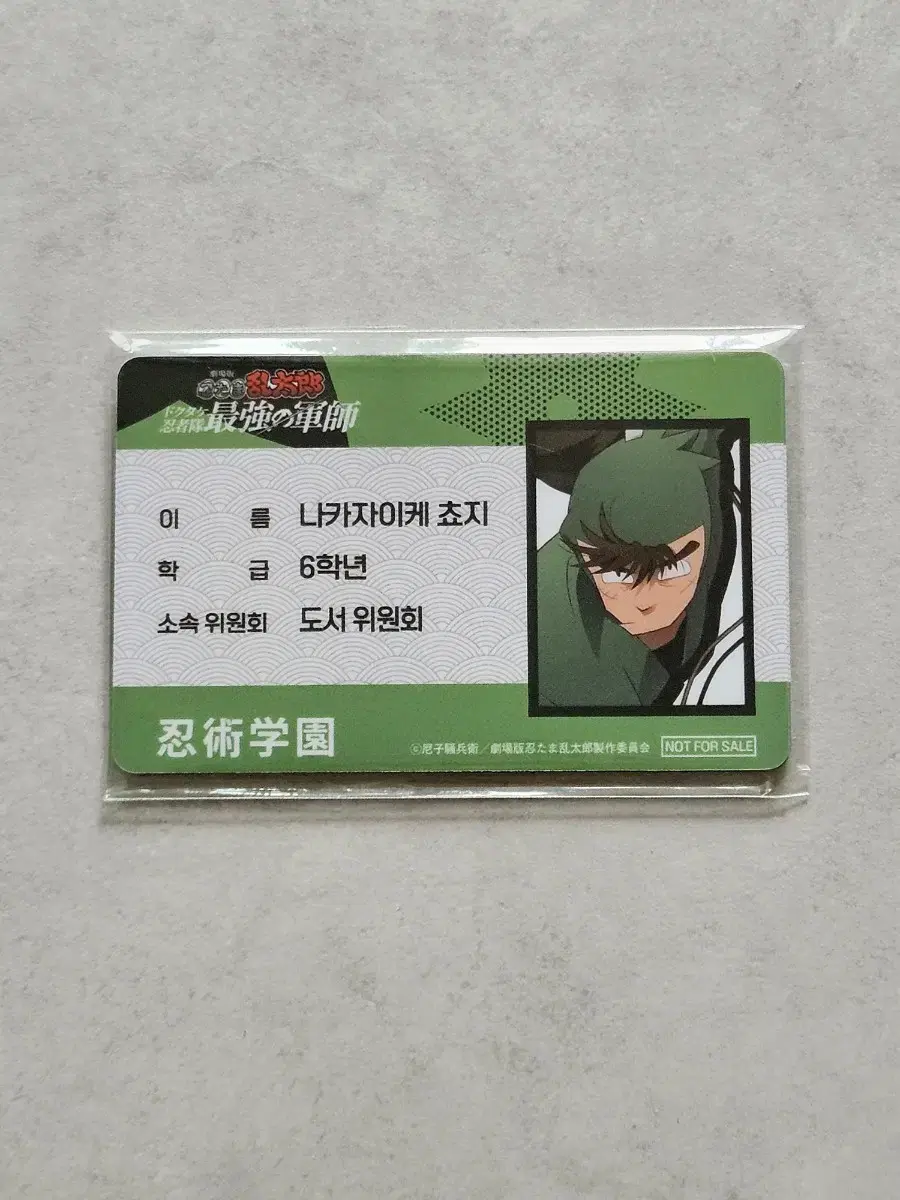 劇場版
忍たま乱太郎
ドクタケ忍者隊最強の軍師
이 름 나카자이케 쵸지
학 급 6학년
소속 위원회 도서 위원회
忍術学園
©尼子騒兵衛／劇場版忍たま乱太郎製作委員会 NOT FOR SALE